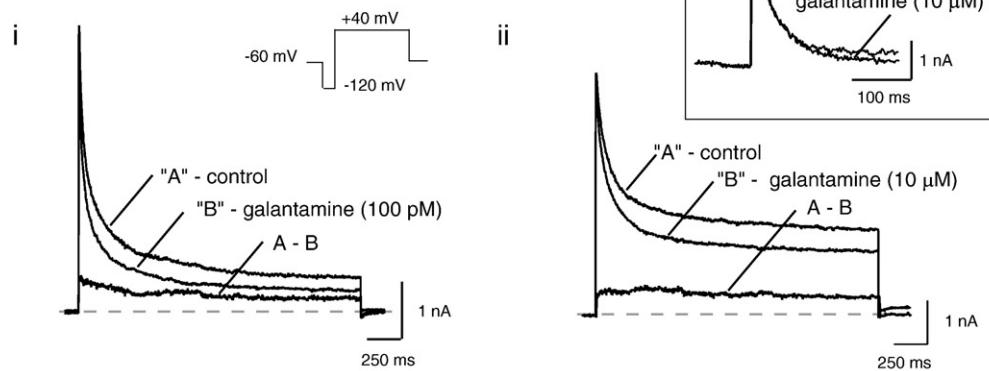 i
+40 mV
-60 mV
-120 mV
"A" - control
"B" - galantamine (100 pM)
A - B
1 nA
250 ms
ii
galantamine (10 µM)
1 nA
100 ms
"A" - control
"B" - galantamine (10 µM)
A - B
1 nA
250 ms